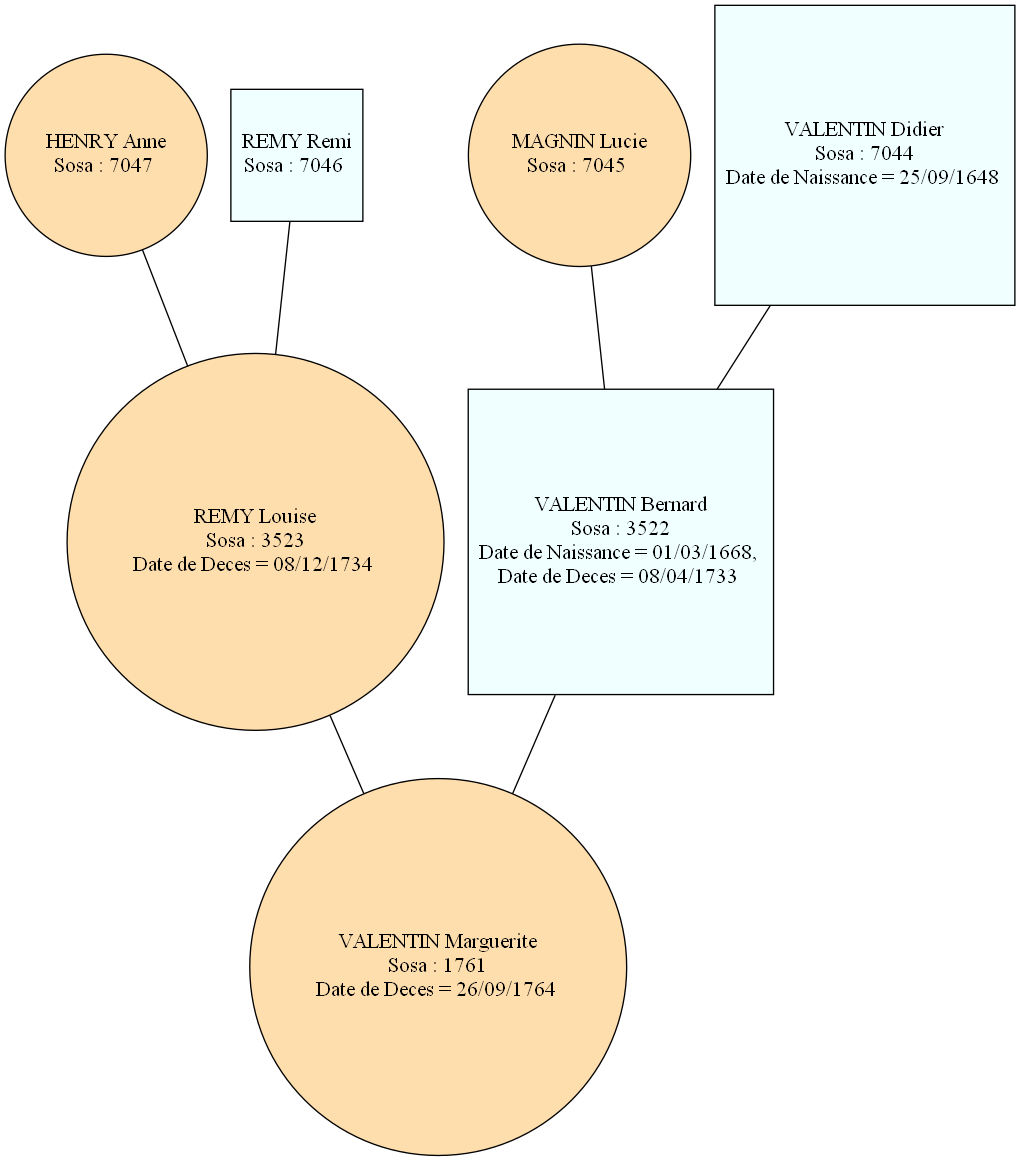 HENRY Anne
Sosa : 7047
REMY Remi
Sosa : 7046
MAGNIN Lucie
Sosa : 7045
VALENTIN Didier
Sosa : 7044
Date de Naissance = 25/09/1648
REMY Louise
Sosa : 3523
Date de Deces = 08/12/1734
VALENTIN Bernard
Sosa : 3522
Date de Naissance = 01/03/1668,
Date de Deces = 08/04/1733
VALENTIN Marguerite
Sosa : 1761
Date de Deces = 26/09/1764